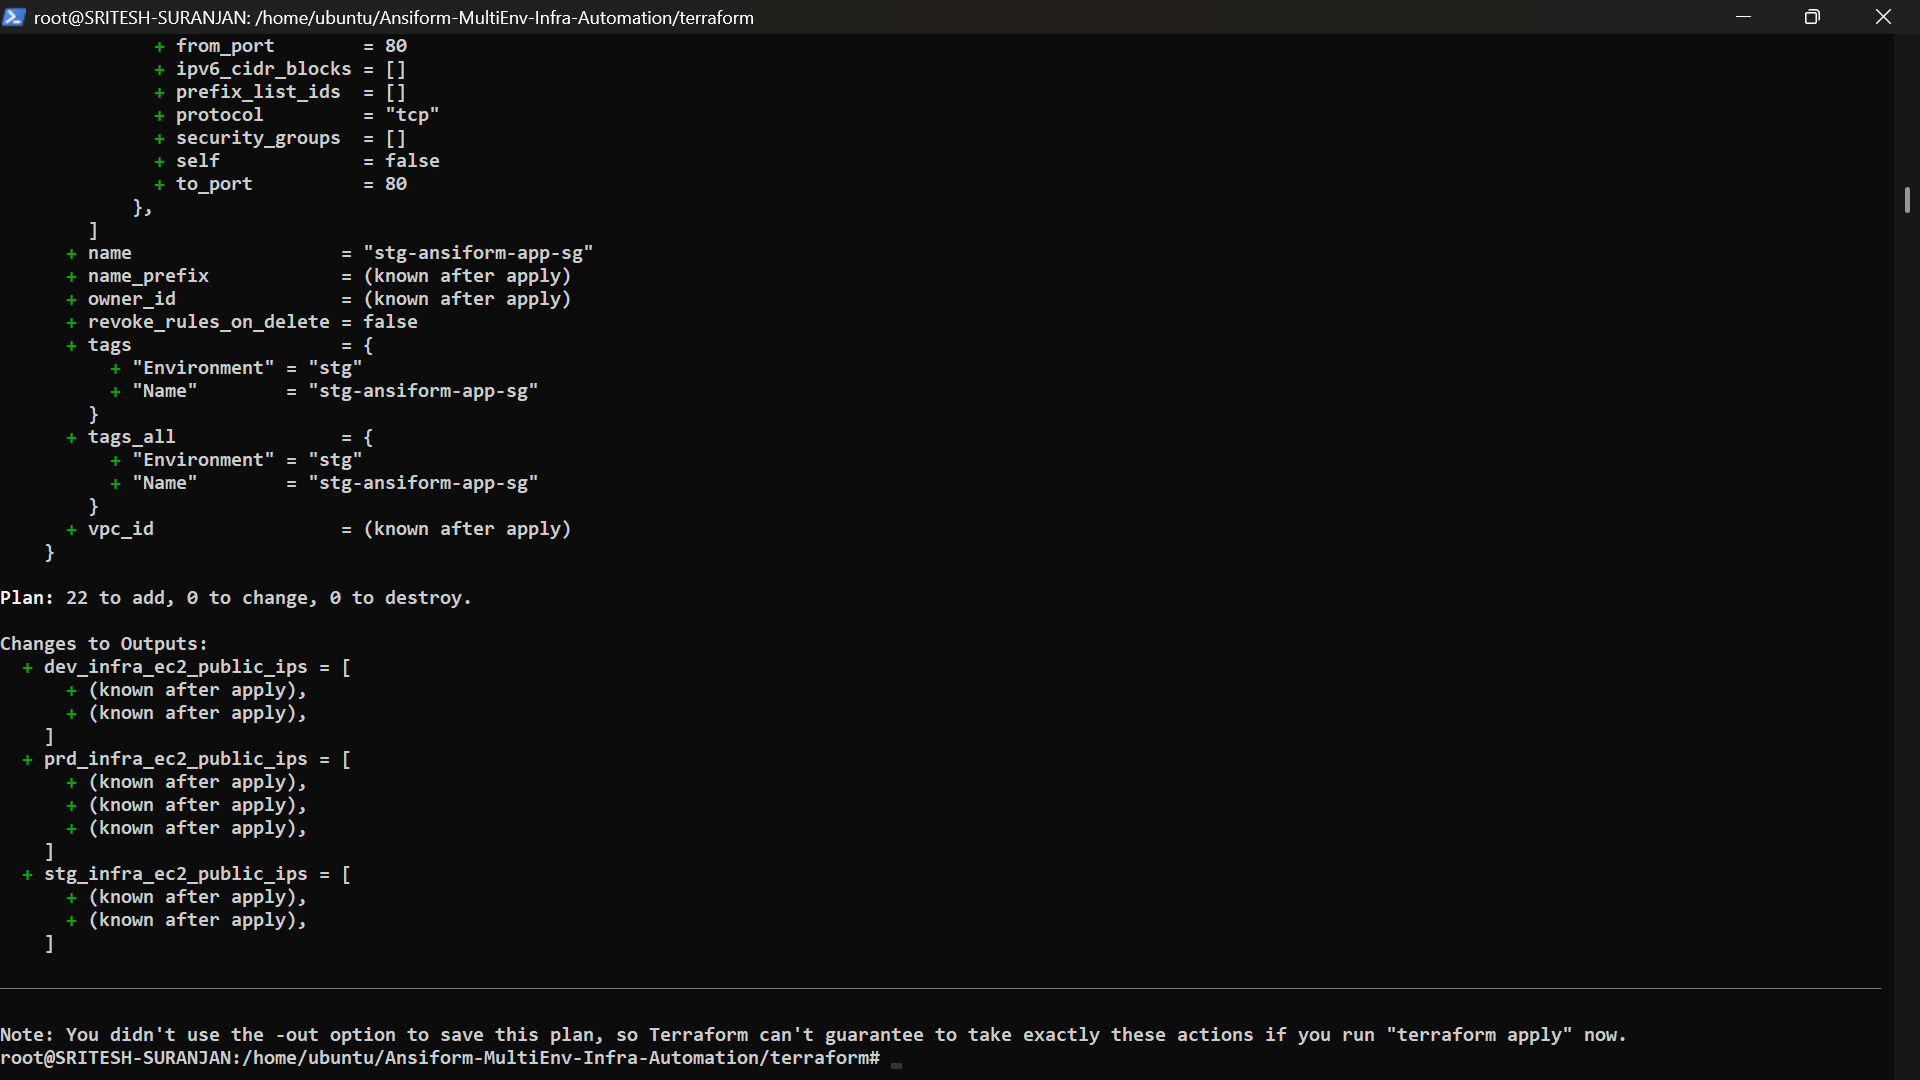 root@SRITESH-SURANJAN: /home/ubuntu/Ansiform-MultiEnv-Infra-Automation/terraform
              + from_port        = 80
              + ipv6_cidr_blocks = []
              + prefix_list_ids  = []
              + protocol         = "tcp"
              + security_groups  = []
              + self             = false
              + to_port          = 80
            },
        ]
      + name                   = "stg-ansiform-app-sg"
      + name_prefix            = (known after apply)
      + owner_id               = (known after apply)
      + revoke_rules_on_delete = false
      + tags                   = {
          + "Environment" = "stg"
          + "Name"        = "stg-ansiform-app-sg"
        }
      + tags_all               = {
          + "Environment" = "stg"
          + "Name"        = "stg-ansiform-app-sg"
        }
      + vpc_id                 = (known after apply)
    }
Plan: 22 to add, 0 to change, 0 to destroy.
Changes to Outputs:
  + dev_infra_ec2_public_ips = [
      + (known after apply),
      + (known after apply),
    ]
  + prd_infra_ec2_public_ips = [
      + (known after apply),
      + (known after apply),
      + (known after apply),
    ]
  + stg_infra_ec2_public_ips = [
      + (known after apply),
      + (known after apply),
    ]
Note: You didn't use the -out option to save this plan, so Terraform can't guarantee to take exactly these actions if you run "terraform apply" now.
root@SRITESH-SURANJAN:/home/ubuntu/Ansiform-MultiEnv-Infra-Automation/terraform#